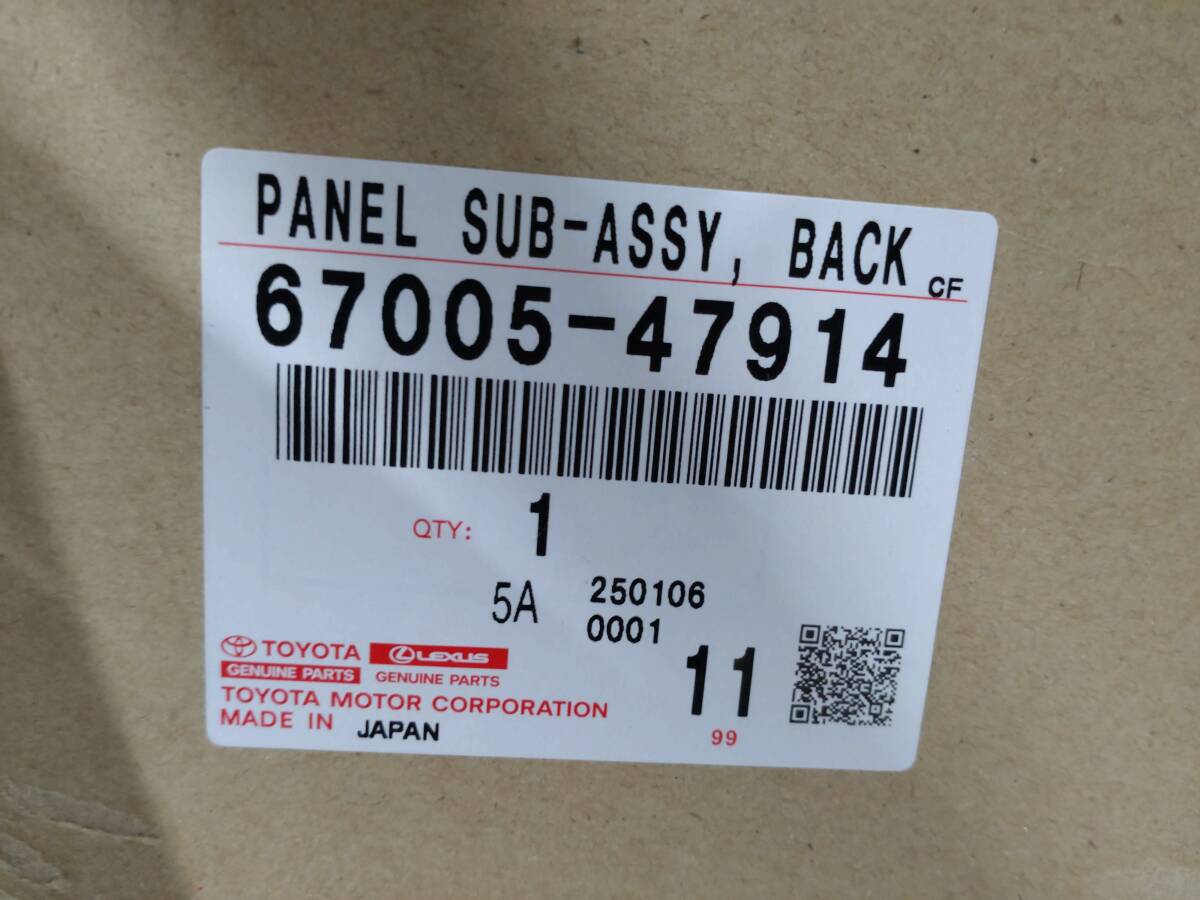 PANEL SUB-ASSY, BACK CF
67005-47914
QTY: 1
5A 250106
0001
11
99
TOYOTA LEXUS
GENUINE PARTS GENUINE PARTS
TOYOTA MOTOR CORPORATION
MADE IN JAPAN